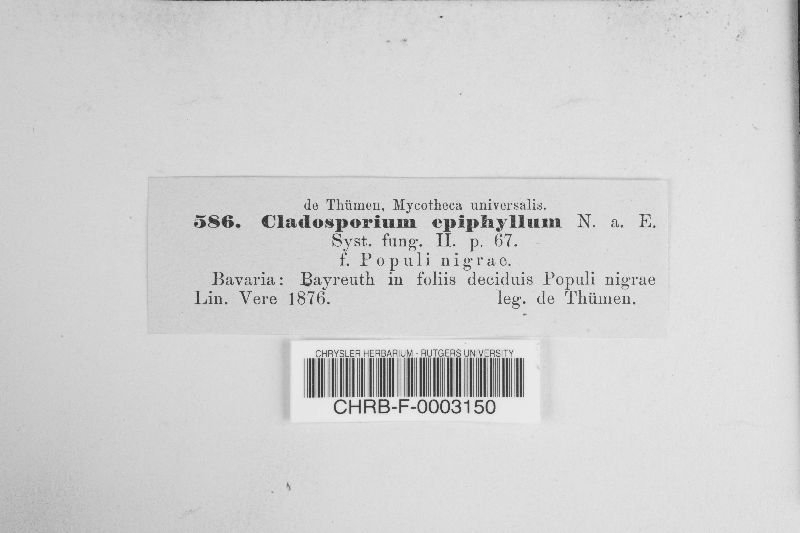 de Thümen, Mycotheca universalis.
586. Cladosporium epiphyllum N. a. E.
Syst. fung. II. p. 67.
f. Populi nigrae.
Bavaria: Bayreuth in foliis deciduis Populi nigrae
Lin. Vere 1876. leg. de Thümen.
CHRYSLER HERBARIUM - RUTGERS UNIVERSITY
CHRB-F-0003150